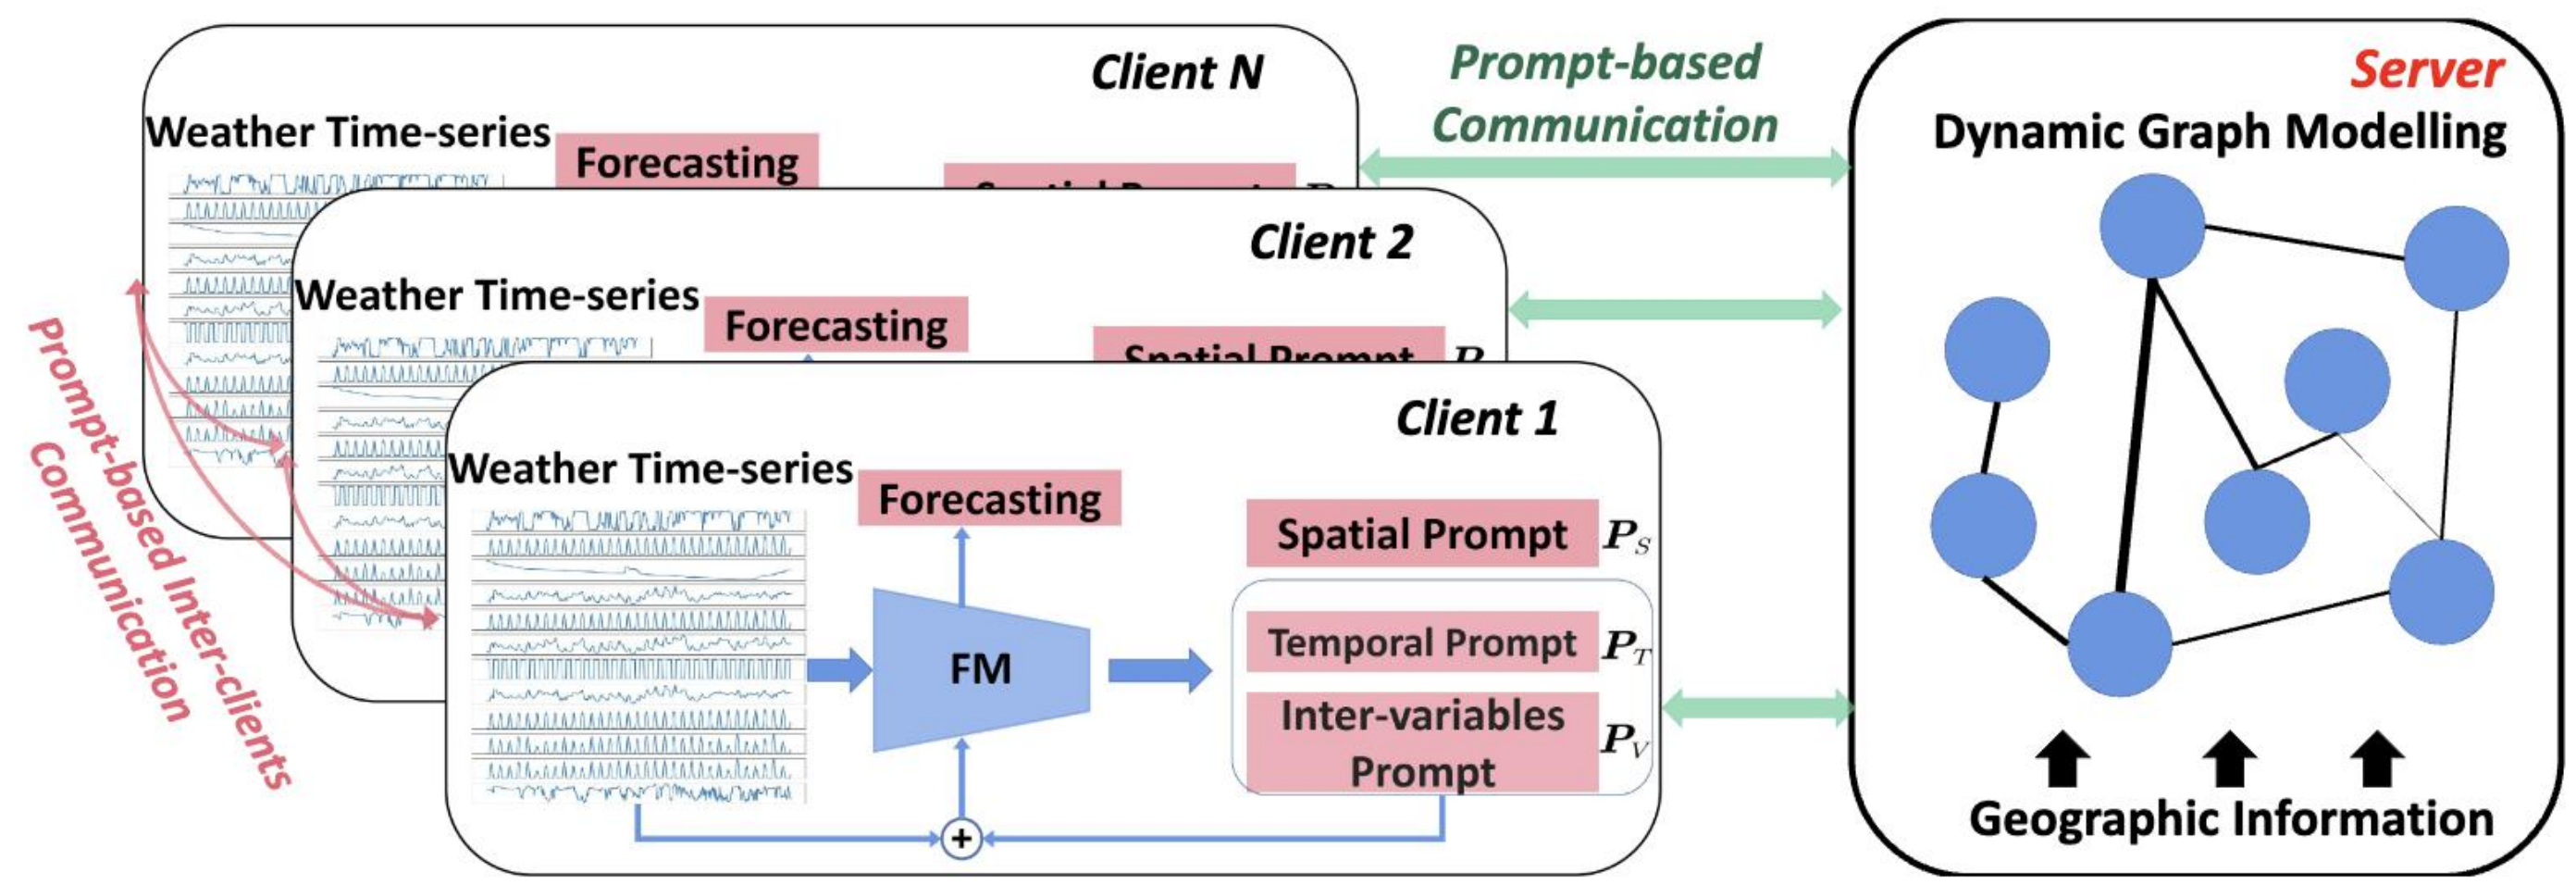 Client N
Weather Time-series
Forecasting
Prompt-based
Communication
Server
Dynamic Graph Modelling
Client 2
Weather Time-series
Forecasting
Spatial Prompt
Client 1
Weather Time-series
Forecasting
Spatial Prompt P_S
FM
Temporal Prompt P_T
Inter-variables
Prompt
P_V
+
Prompt-based Inter-clients
Communication
Geographic Information